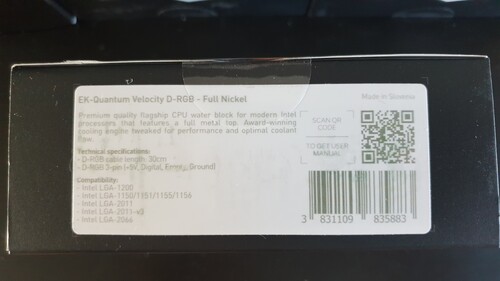 EK-Quantum Velocity D-RGB - Full Nickel
Made in Slovenia
Premium quality flagship CPU water block for modern Intel
processors that features a full metal top. Award-winning
cooling engine tweaked for performance and optimal coolant
flow.
SCAN QR
CODE
TO GET USER
MANUAL
Technical specifications:
- D-RGB cable length: 50cm
- D-RGB 3-pin (+5V, Digital, Empty, Ground)
Compatibility:
- Intel LGA-1200
- Intel LGA-1150/1151/1155/1156
- Intel LGA-2011
- Intel LGA-2011-v3
- Intel LGA-2066
3 831109 835883